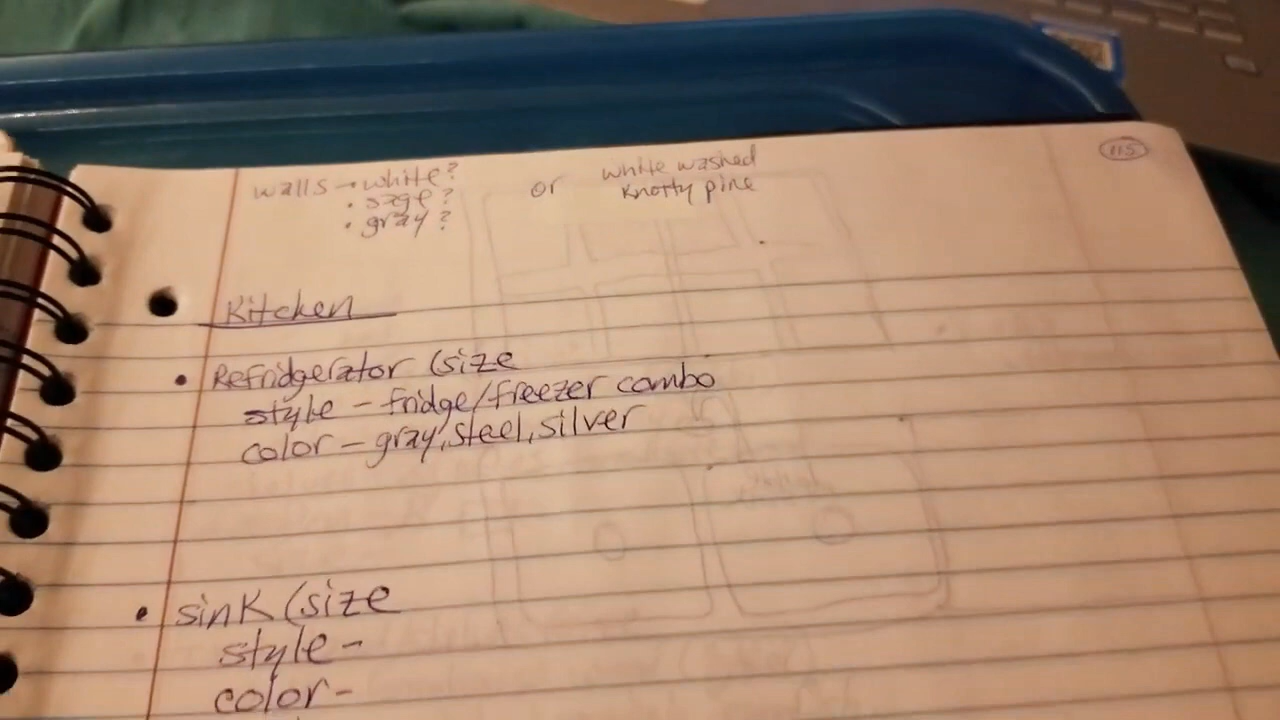 115
walls - • white? or white washed
• sage? knotty pine
• gray?
Kitchen
• Refridgerator (size
style - fridge/freezer combo
color - gray, steel, silver
• sink (size
style -
color -